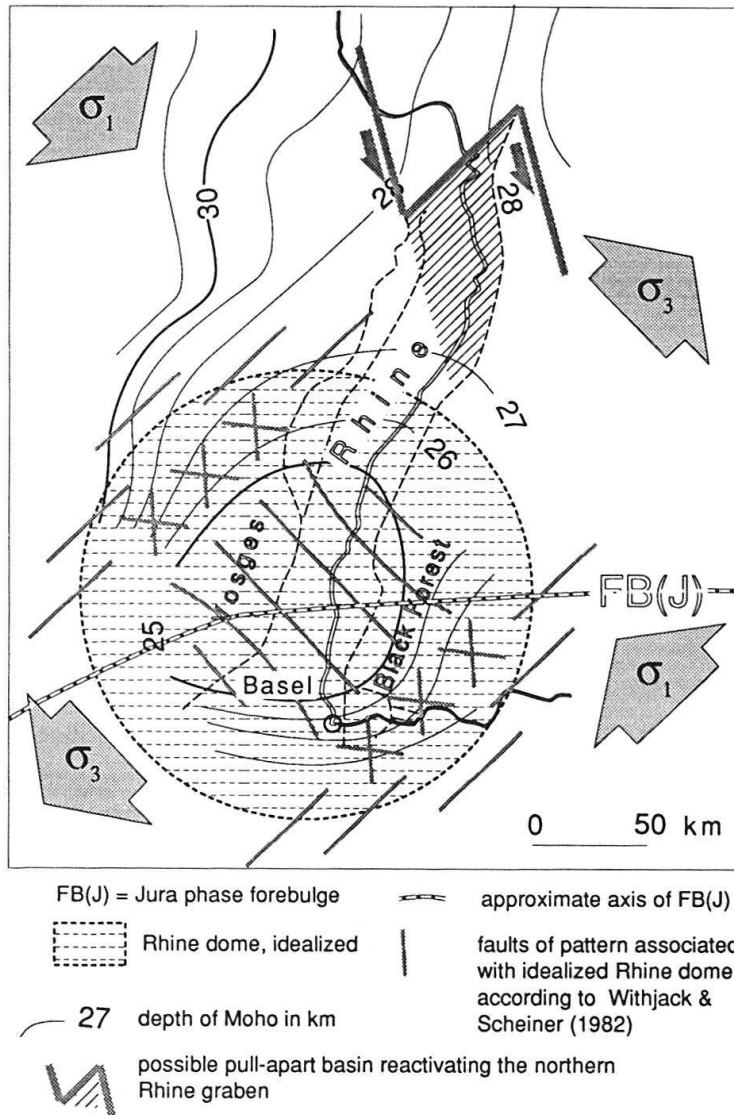 σ1
30
28
28
σ3
Rhine
27
26
Vosges
Black Forest
FB(J)
25
Basel
σ1
σ3
0 50 km
FB(J) = Jura phase forebulge
approximate axis of FB(J)
Rhine dome, idealized
faults of pattern associated
with idealized Rhine dome
according to Withjack &
Scheiner (1982)
27 depth of Moho in km
possible pull-apart basin reactivating the northern
Rhine graben